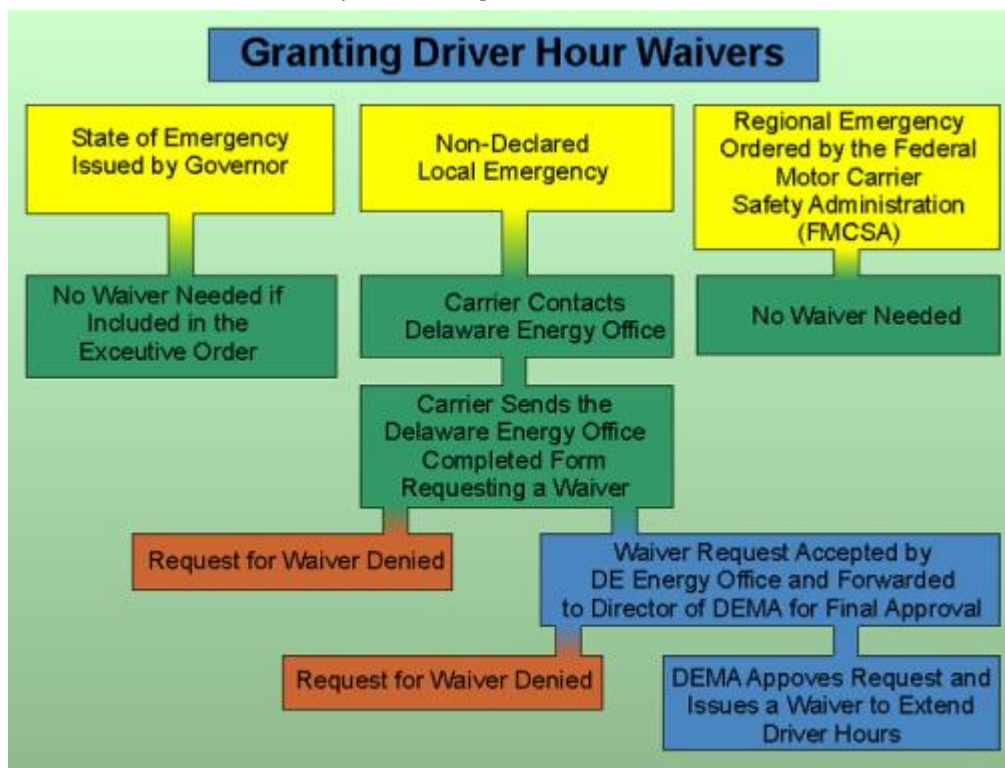 Granting Driver Hour Waivers
State of Emergency
Issued by Governor
Non-Declared
Local Emergency
Regional Emergency
Ordered by the Federal
Motor Carrier
Safety Administration
(FMCSA)
No Waiver Needed if
Included in the
Exceutive Order
Carrier Contacts
Delaware Energy Office
No Waiver Needed
Carrier Sends the
Delaware Energy Office
Completed Form
Requesting a Waiver
Request for Waiver Denied
Waiver Request Accepted by
DE Energy Office and Forwarded
to Director of DEMA for Final Approval
Request for Waiver Denied
DEMA Appoves Request and
Issues a Waiver to Extend
Driver Hours